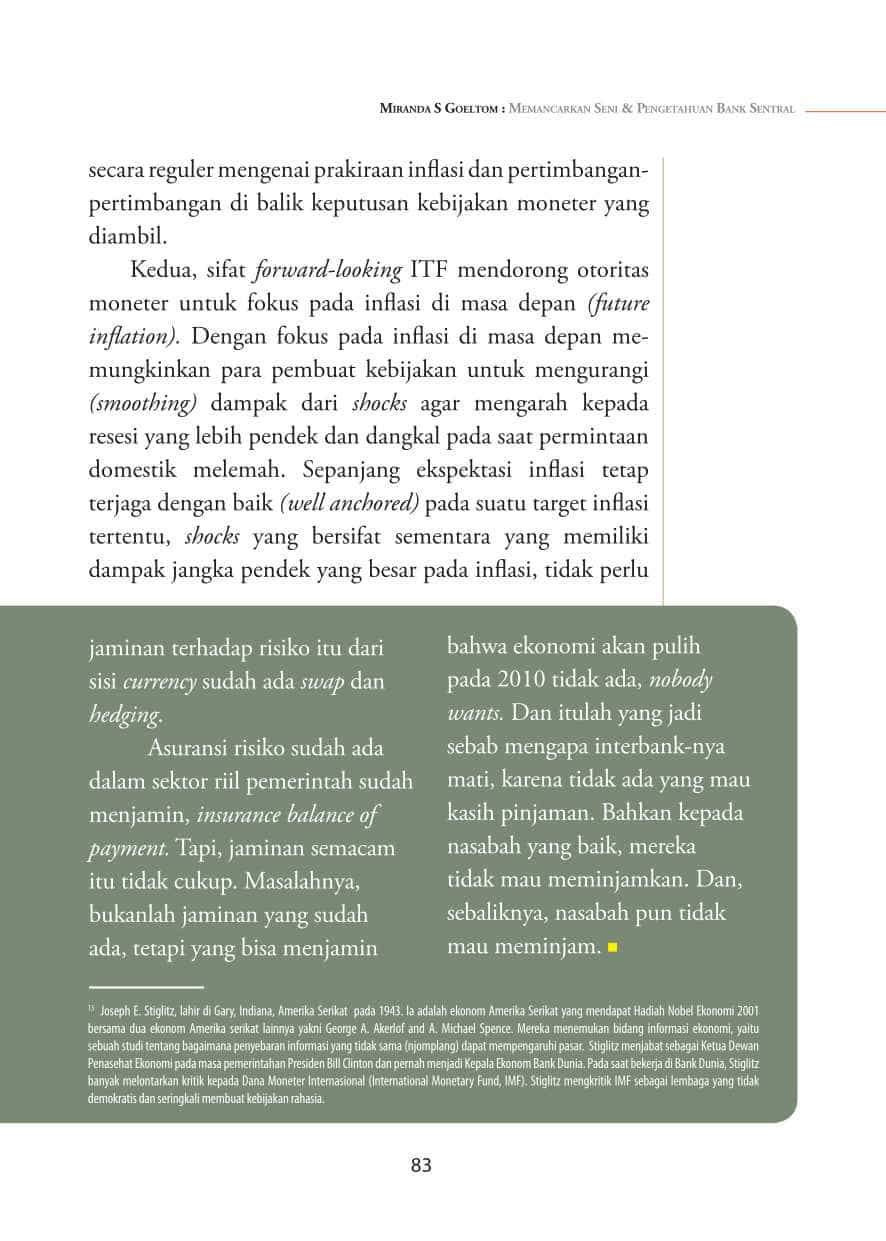 MIRANDA S GOELTOM : MEMANCARKAN SENI & PENGETAHUAN BANK SENTRAL
secara reguler mengenai prakiraan inflasi dan pertimbangan-
pertimbangan di balik keputusan kebijakan moneter yang
diambil.
Kedua, sifat forward-looking ITF mendorong otoritas
moneter untuk fokus pada inflasi di masa depan (future
inflation). Dengan fokus pada inflasi di masa depan me-
mungkinkan para pembuat kebijakan untuk mengurangi
(smoothing) dampak dari shocks agar mengarah kepada
resesi yang lebih pendek dan dangkal pada saat permintaan
domestik melemah. Sepanjang ekspektasi inflasi tetap
terjaga dengan baik (well anchored) pada suatu target inflasi
tertentu, shocks yang bersifat sementara yang memiliki
dampak jangka pendek yang besar pada inflasi, tidak perlu
jaminan terhadap risiko itu dari
sisi currency sudah ada swap dan
hedging.
Asuransi risiko sudah ada
dalam sektor riil pemerintah sudah
menjamin, insurance balance of
payment. Tapi, jaminan semacam
itu tidak cukup. Masalahnya,
bukanlah jaminan yang sudah
ada, tetapi yang bisa menjamin
bahwa ekonomi akan pulih
pada 2010 tidak ada, nobody
wants. Dan itulah yang jadi
sebab mengapa interbank-nya
mati, karena tidak ada yang mau
kasih pinjaman. Bahkan kepada
nasabah yang baik, mereka
tidak mau meminjamkan. Dan,
sebaliknya, nasabah pun tidak
mau meminjam.
15 Joseph E. Stiglitz, lahir di Gary, Indiana, Amerika Serikat pada 1943. Ia adalah ekonom Amerika Serikat yang mendapat Hadiah Nobel Ekonomi 2001
bersama dua ekonom Amerika serikat lainnya yakni George A. Akerlof and A. Michael Spence. Mereka menemukan bidang informasi ekonomi, yaitu
sebuah studi tentang bagaimana penyebaran informasi yang tidak sama (njomplang) dapat mempengaruhi pasar. Stiglitz menjabat sebagai Ketua Dewan
Penasehat Ekonomi pada masa pemerintahan Presiden Bill Clinton dan pernah menjadi Kepala Ekonom Bank Dunia. Pada saat bekerja di Bank Dunia, Stiglitz
banyak melontarkan kritik kepada Dana Moneter Internasional (International Monetary Fund, IMF). Stiglitz mengkritik IMF sebagai lembaga yang tidak
demokratis dan seringkali membuat kebijakan rahasia.
83